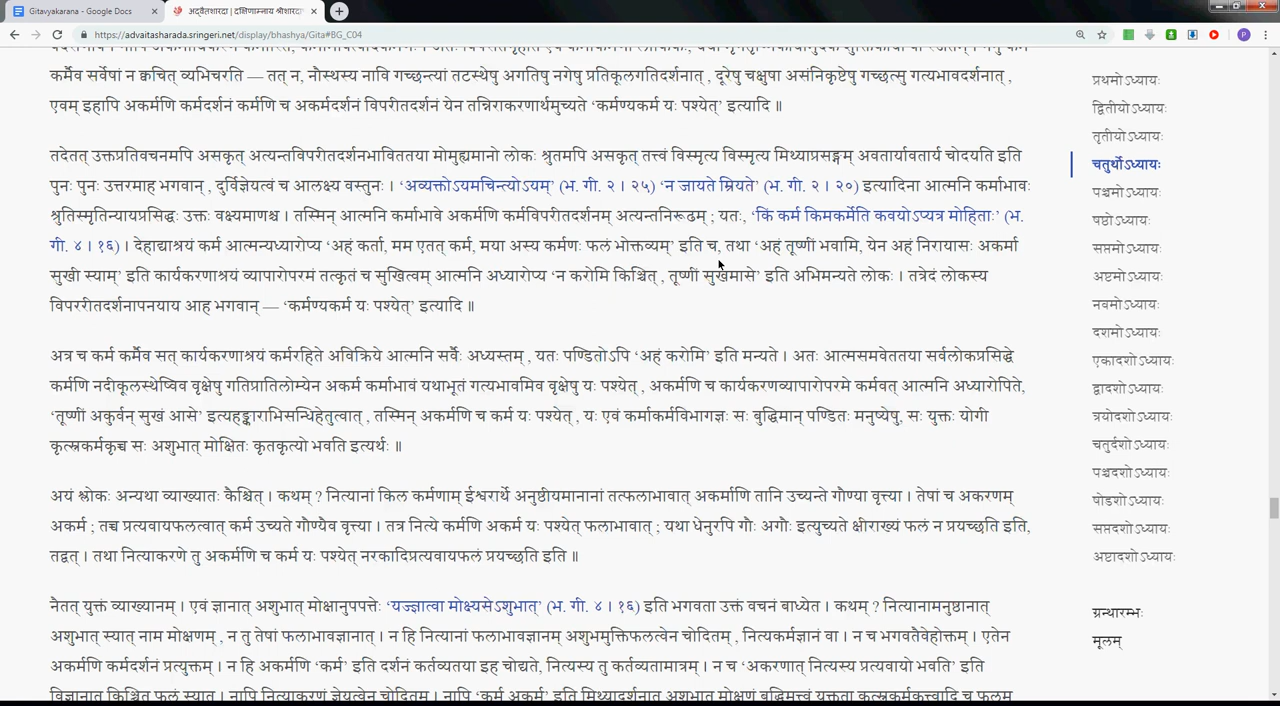 Gitavyakarana - Google Docs
अद्वैतशारदा | दक्षिणाम्नाय श्रीशारदा
https://advaitasharada.sringeri.net/display/bhashya/Gita#BG_C04
कर्मैव सर्वेषां न क्वचित् व्यभिचरति — तत् न, नौस्थस्य नावि गच्छन्त्यां तटस्थेषु अगतिषु नगेषु प्रतिकूलगतिदर्शनात् , दूरेषु चक्षुषा असंनिकृष्टेषु गच्छत्सु गत्यभावदर्शनात् ,
एवम् इहापि अकर्मणि कर्मदर्शनं कर्मणि च अकर्मदर्शनं विपरीतदर्शनं येन तन्निराकरणार्थमुच्यते ‘कर्मण्यकर्म यः पश्येत्’ इत्यादि ॥
तदेतत् उक्तप्रतिवचनमपि असकृत् अत्यन्तविपरीतदर्शनभाविततया मोमुह्यमानो लोकः श्रुतमपि असकृत् तत्त्वं विस्मृत्य विस्मृत्य मिथ्याप्रसङ्गम् अवतार्यावतार्य चोदयति इति
पुनः पुनः उत्तरमाह भगवान् , दुर्विज्ञेयत्वं च आलक्ष्य वस्तुनः । ‘अव्यक्तोऽयमचिन्त्योऽयम्’ (भ. गी. २ । २५) ‘न जायते म्रियते’ (भ. गी. २ । २०) इत्यादिना आत्मनि कर्माभावः
श्रुतिस्मृतिन्यायप्रसिद्धः उक्तः वक्ष्यमाणश्च । तस्मिन् आत्मनि कर्माभावे अकर्मणि कर्मविपरीतदर्शनम् अत्यन्तनिरूढम् ; यतः, ‘किं कर्म किमकर्मेति कवयोऽप्यत्र मोहिताः’ (भ.
गी. ४ । १६) । देहाद्याश्रयं कर्म आत्मन्यध्यारोप्य ‘अहं कर्ता, मम एतत् कर्म, मया अस्य कर्मणः फलं भोक्तव्यम्’ इति च, तथा ‘अहं तूष्णीं भवामि, येन अहं निरायासः अकर्मा
सुखी स्याम्’ इति कार्यकरणाश्रयं व्यापारोपरमं तत्कृतं च सुखित्वम् आत्मनि अध्यारोप्य ‘न करोमि किञ्चित् , तूष्णीं सुखमासे’ इति अभिमन्यते लोकः । तत्रेदं लोकस्य
विपररीतदर्शनापनयाय आह भगवान् — ‘कर्मण्यकर्म यः पश्येत्’ इत्यादि ॥
अत्र च कर्म कर्मैव सत् कार्यकरणाश्रयं कर्मरहिते अविक्रिये आत्मनि सर्वैः अध्यस्तम् , यतः पण्डितोऽपि ‘अहं करोमि’ इति मन्यते । अतः आत्मसमवेततया सर्वलोकप्रसिद्धे
कर्मणि नदीकूलस्थेष्विव वृक्षेषु गतिप्रातिलोम्येन अकर्म कर्माभावं यथाभूतं गत्यभावमिव वृक्षेषु यः पश्येत् , अकर्मणि च कार्यकरणव्यापारोपरमे कर्मवत् आत्मनि अध्यारोपिते,
‘तूष्णीं अकुर्वन् सुखं आसे’ इत्यहङ्काराभिसन्धिहेतुत्वात् , तस्मिन् अकर्मणि च कर्म यः पश्येत् , यः एवं कर्माकर्मविभागज्ञः सः बुद्धिमान् पण्डितः मनुष्येषु, सः युक्तः योगी
कृत्स्नकर्मकृच्च सः अशुभात् मोक्षितः कृतकृत्यो भवति इत्यर्थः ॥
अयं श्लोकः अन्यथा व्याख्यातः कैश्चित् । कथम् ? नित्यानां किल कर्मणाम् ईश्वरार्थे अनुष्ठीयमानानां तत्फलाभावात् अकर्माणि तानि उच्यन्ते गौण्या वृत्त्या । तेषां च अकरणम्
अकर्म ; तच्च प्रत्यवायफलत्वात् कर्म उच्यते गौण्यैव वृत्त्या । तत्र नित्ये कर्मणि अकर्म यः पश्येत् फलाभावात् ; यथा धेनुरपि गौः अगौः इत्युच्यते क्षीराख्यं फलं न प्रयच्छति इति,
तद्वत् । तथा नित्याकरणे तु अकर्मणि च कर्म यः पश्येत् नरकादिप्रत्यवायफलं प्रयच्छति इति ॥
नैतत् युक्तं व्याख्यानम् । एवं ज्ञानात् अशुभात् मोक्षानुपपत्तेः ‘यज्ज्ञात्वा मोक्ष्यसेऽशुभात्’ (भ. गी. ४ । १६) इति भगवता उक्तं वचनं बाध्येत । कथम् ? नित्यानामनुष्ठानात्
अशुभात् स्यात् नाम मोक्षणम् , न तु तेषां फलाभावज्ञानात् । न हि नित्यानां फलाभावज्ञानम् अशुभमुक्तिफलत्वेन चोदितम् , नित्यकर्मज्ञानं वा । न च भगवतैवेहोक्तम् । एतेन
अकर्मणि कर्मदर्शनं प्रत्युक्तम् । न हि अकर्मणि ‘कर्म’ इति दर्शनं कर्तव्यतया इह चोद्यते, नित्यस्य तु कर्तव्यतामात्रम् । न च ‘अकरणात् नित्यस्य प्रत्यवायो भवति’ इति
विज्ञानात् किञ्चित् फलं स्यात् । नापि नित्याकरणं ज्ञेयत्वेन चोदितम् । नापि ‘कर्म अकर्म’ इति मिथ्यादर्शनात् अशुभात् मोक्षणं बुद्धिमत्त्वं युक्तता कृत्स्नकर्मकृत्त्वादि च फलम्
प्रथमोऽध्यायः
द्वितीयोऽध्यायः
तृतीयोऽध्यायः
चतुर्थोऽध्यायः
पञ्चमोऽध्यायः
षष्ठोऽध्यायः
सप्तमोऽध्यायः
अष्टमोऽध्यायः
नवमोऽध्यायः
दशमोऽध्यायः
एकादशोऽध्यायः
द्वादशोऽध्यायः
त्रयोदशोऽध्यायः
चतुर्दशोऽध्यायः
पञ्चदशोऽध्यायः
षोडशोऽध्यायः
सप्तदशोऽध्यायः
अष्टादशोऽध्यायः
ग्रन्थारम्भः
मूलम्